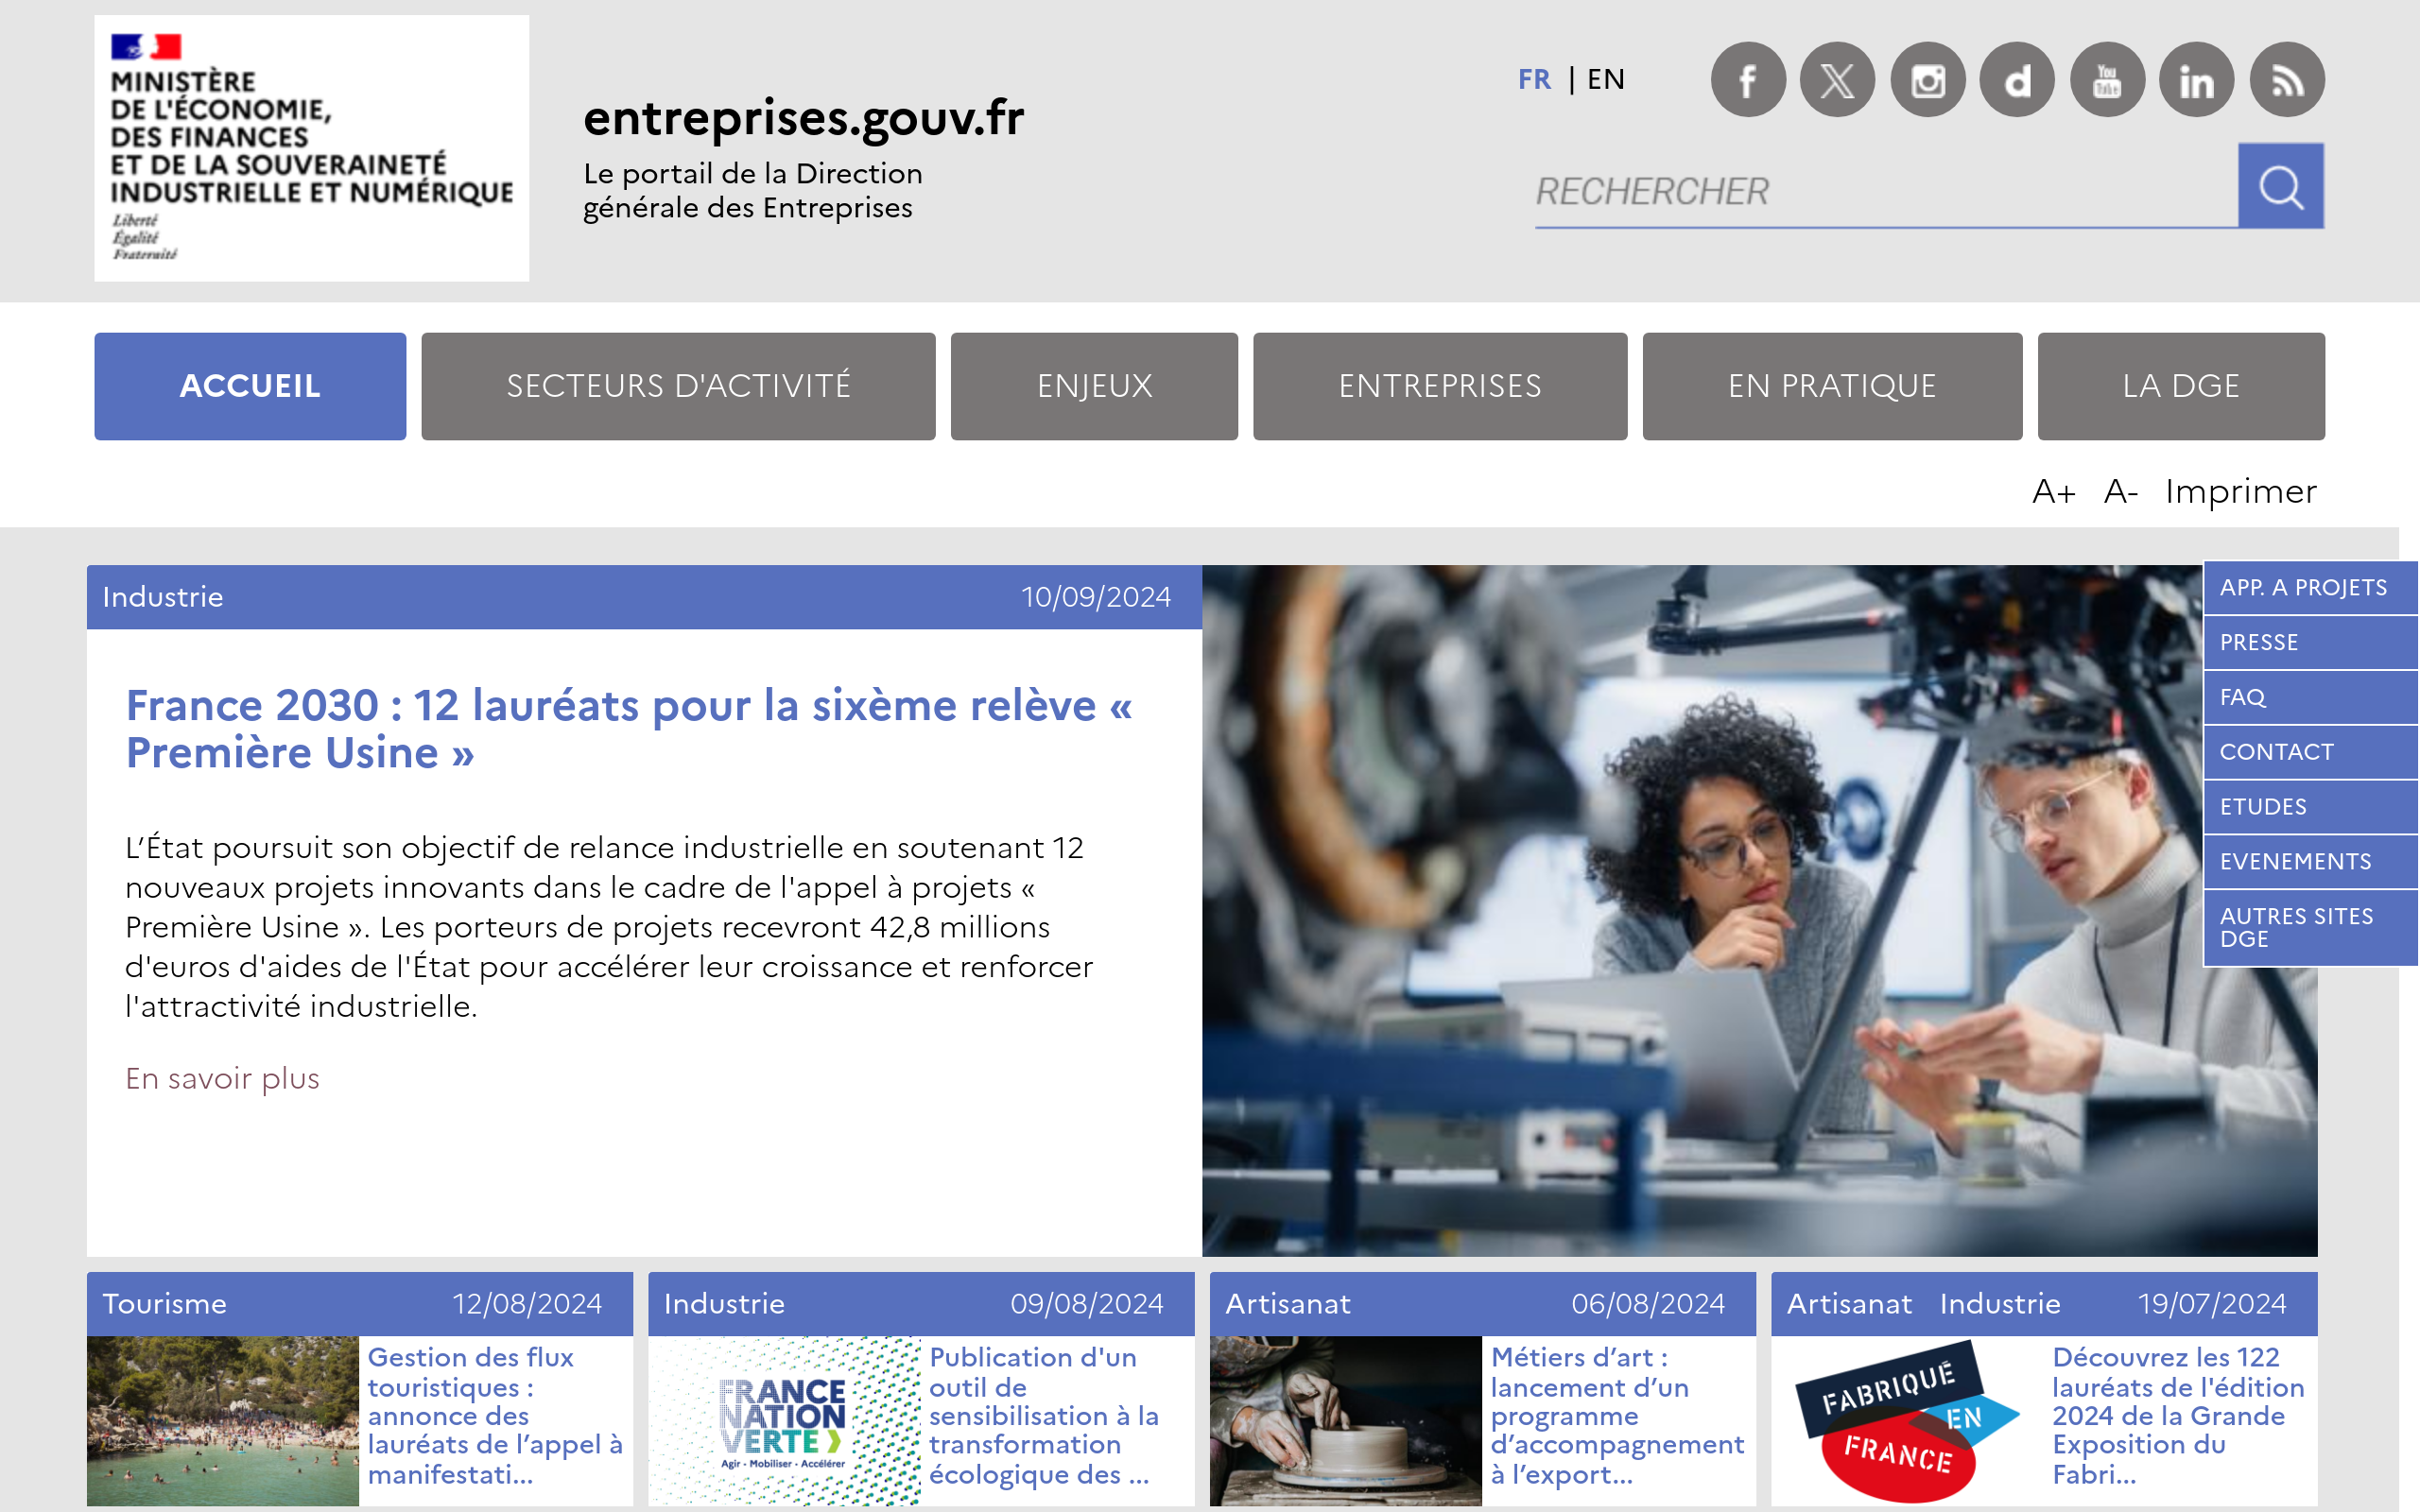 MINISTÈRE
DE L'ÉCONOMIE,
DES FINANCES
ET DE LA SOUVERAINETÉ
INDUSTRIELLE ET NUMÉRIQUE
Liberté
Égalité
Fraternité
entreprises.gouv.fr
Le portail de la Direction
générale des Entreprises
FR | EN
You
Tube
RECHERCHER
ACCUEIL
SECTEURS D'ACTIVITÉ
ENJEUX
ENTREPRISES
EN PRATIQUE
LA DGE
A+ A- Imprimer
Industrie 10/09/2024
France 2030 : 12 lauréats pour la sixème relève «
Première Usine »
L’État poursuit son objectif de relance industrielle en soutenant 12
nouveaux projets innovants dans le cadre de l'appel à projets «
Première Usine ». Les porteurs de projets recevront 42,8 millions
d'euros d'aides de l'État pour accélérer leur croissance et renforcer
l'attractivité industrielle.
En savoir plus
APP. A PROJETS
PRESSE
FAQ
CONTACT
ETUDES
EVENEMENTS
AUTRES SITES
DGE
Tourisme 12/08/2024
Gestion des flux
touristiques :
annonce des
lauréats de l’appel à
manifestati...
Industrie 09/08/2024
FRANCE
NATION
VERTE
Agir • Mobiliser • Accélérer
Publication d'un
outil de
sensibilisation à la
transformation
écologique des ...
Artisanat 06/08/2024
Métiers d’art :
lancement d’un
programme
d’accompagnement
à l’export...
Artisanat Industrie 19/07/2024
FABRIQUÉ
EN
FRANCE
Découvrez les 122
lauréats de l'édition
2024 de la Grande
Exposition du
Fabri...